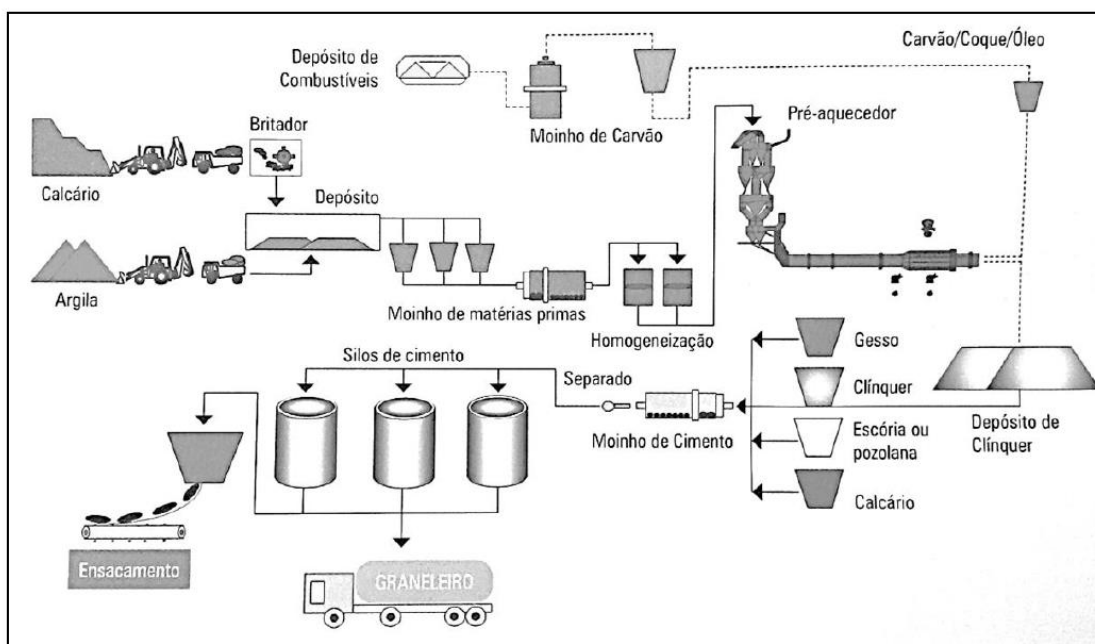 Depósito de
Combustíveis
Moinho de Carvão
Carvão/Coque/Óleo
Pré-aquecedor
Britador
Calcário
Depósito
Argila
Moinho de matérias primas
Homogeneização
Gesso
Clínquer
Escória ou
pozolana
Calcário
Depósito de
Clínquer
Silos de cimento
Separado
Moinho de Cimento
Ensacamento
GRANELEIRO